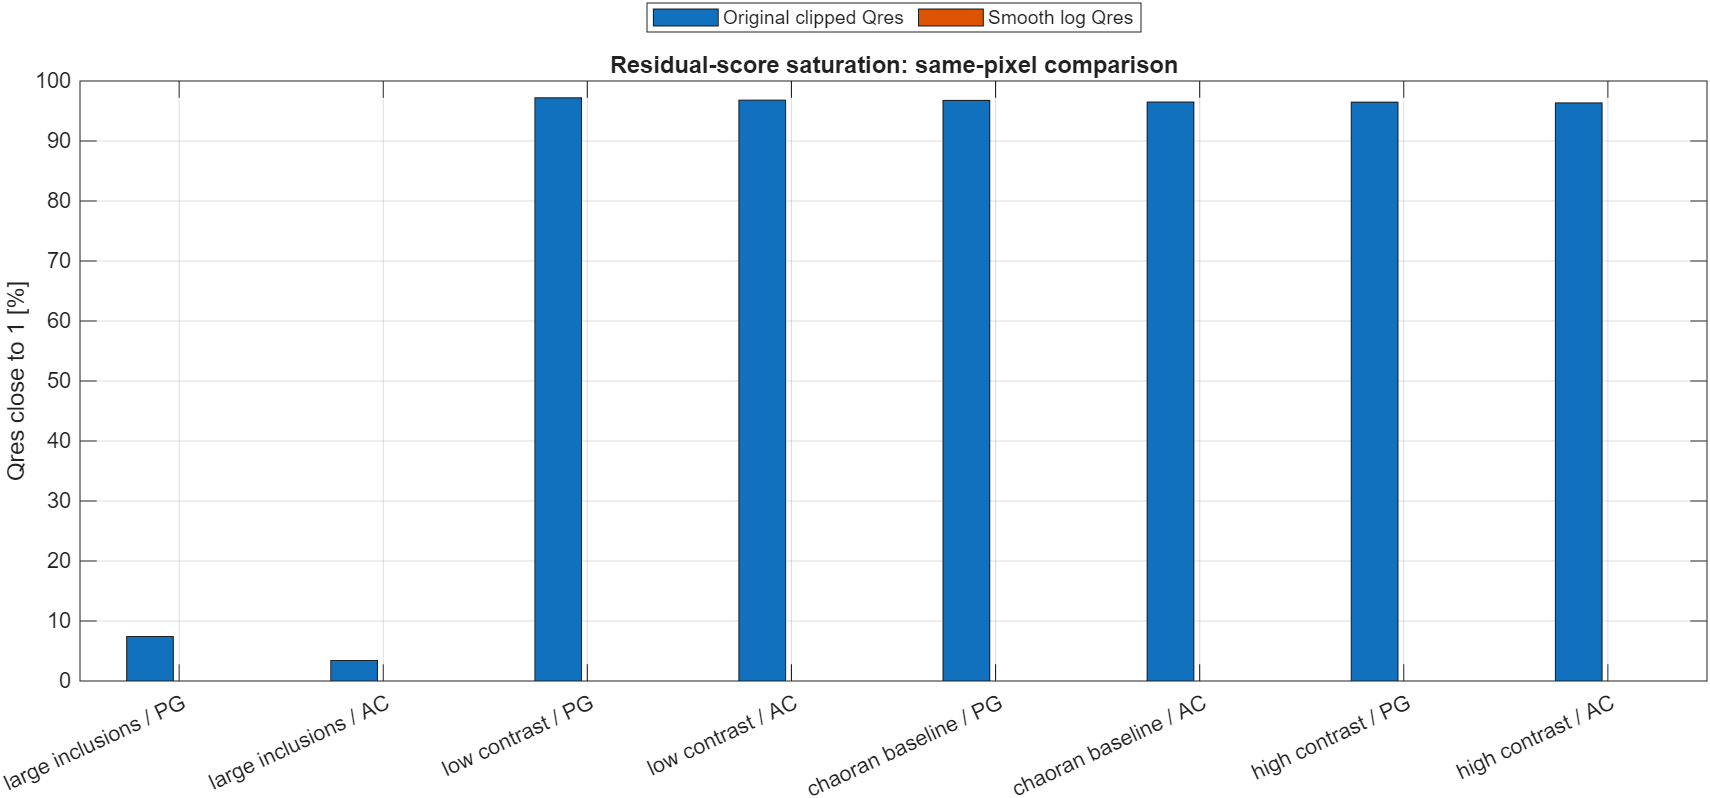 Original clipped Qres Smooth log Qres
Residual-score saturation: same-pixel comparison
Qres close to 1 [%]
100
90
80
70
60
50
40
30
20
10
0
large inclusions / PG
large inclusions / AC
low contrast / PG
low contrast / AC
chaoran baseline / PG
chaoran baseline / AC
high contrast / PG
high contrast / AC